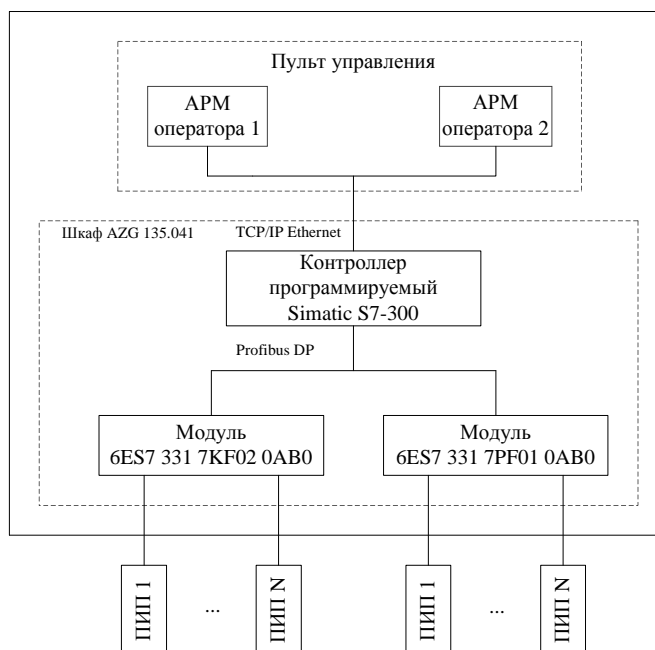 Пульт управления
АРМ
оператора 1
АРМ
оператора 2
Шкаф AZG 135.041
TCP/IP Ethernet
Контроллер
программируемый
Simatic S7-300
Profibus DP
Модуль
6ES7 331 7KF02 0AB0
Модуль
6ES7 331 7PF01 0AB0
ПИП 1
...
ПИП N
ПИП 1
...
ПИП N